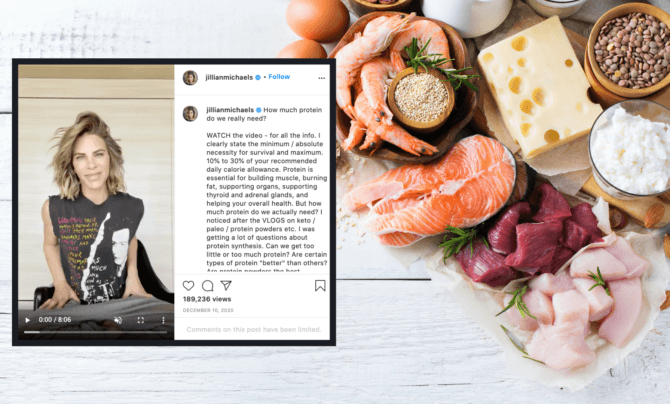 jillianmichaels • Follow
jillianmichaels How much protein
do we really need?
WATCH the video - for all the info. I
clearly state the minimum / absolute
necessity for survival and maximum.
10% to 30% of your recommended
daily calorie allowance. Protein is
essential for building muscle, burning
fat, supporting organs, supporting
thyroid and adrenal glands, and
helping your overall health. But how
much protein do we actually need? I
noticed after the VLOGS on keto /
paleo / protein powders etc. I was
getting a lot of questions about
protein synthesis. Can we get too
little or too much protein? Are certain
types of protein "better" than others?
Are protein powders the best
0:00 / 8:06
189,236 views
DECEMBER 10, 2020
Comments on this post have been limited.